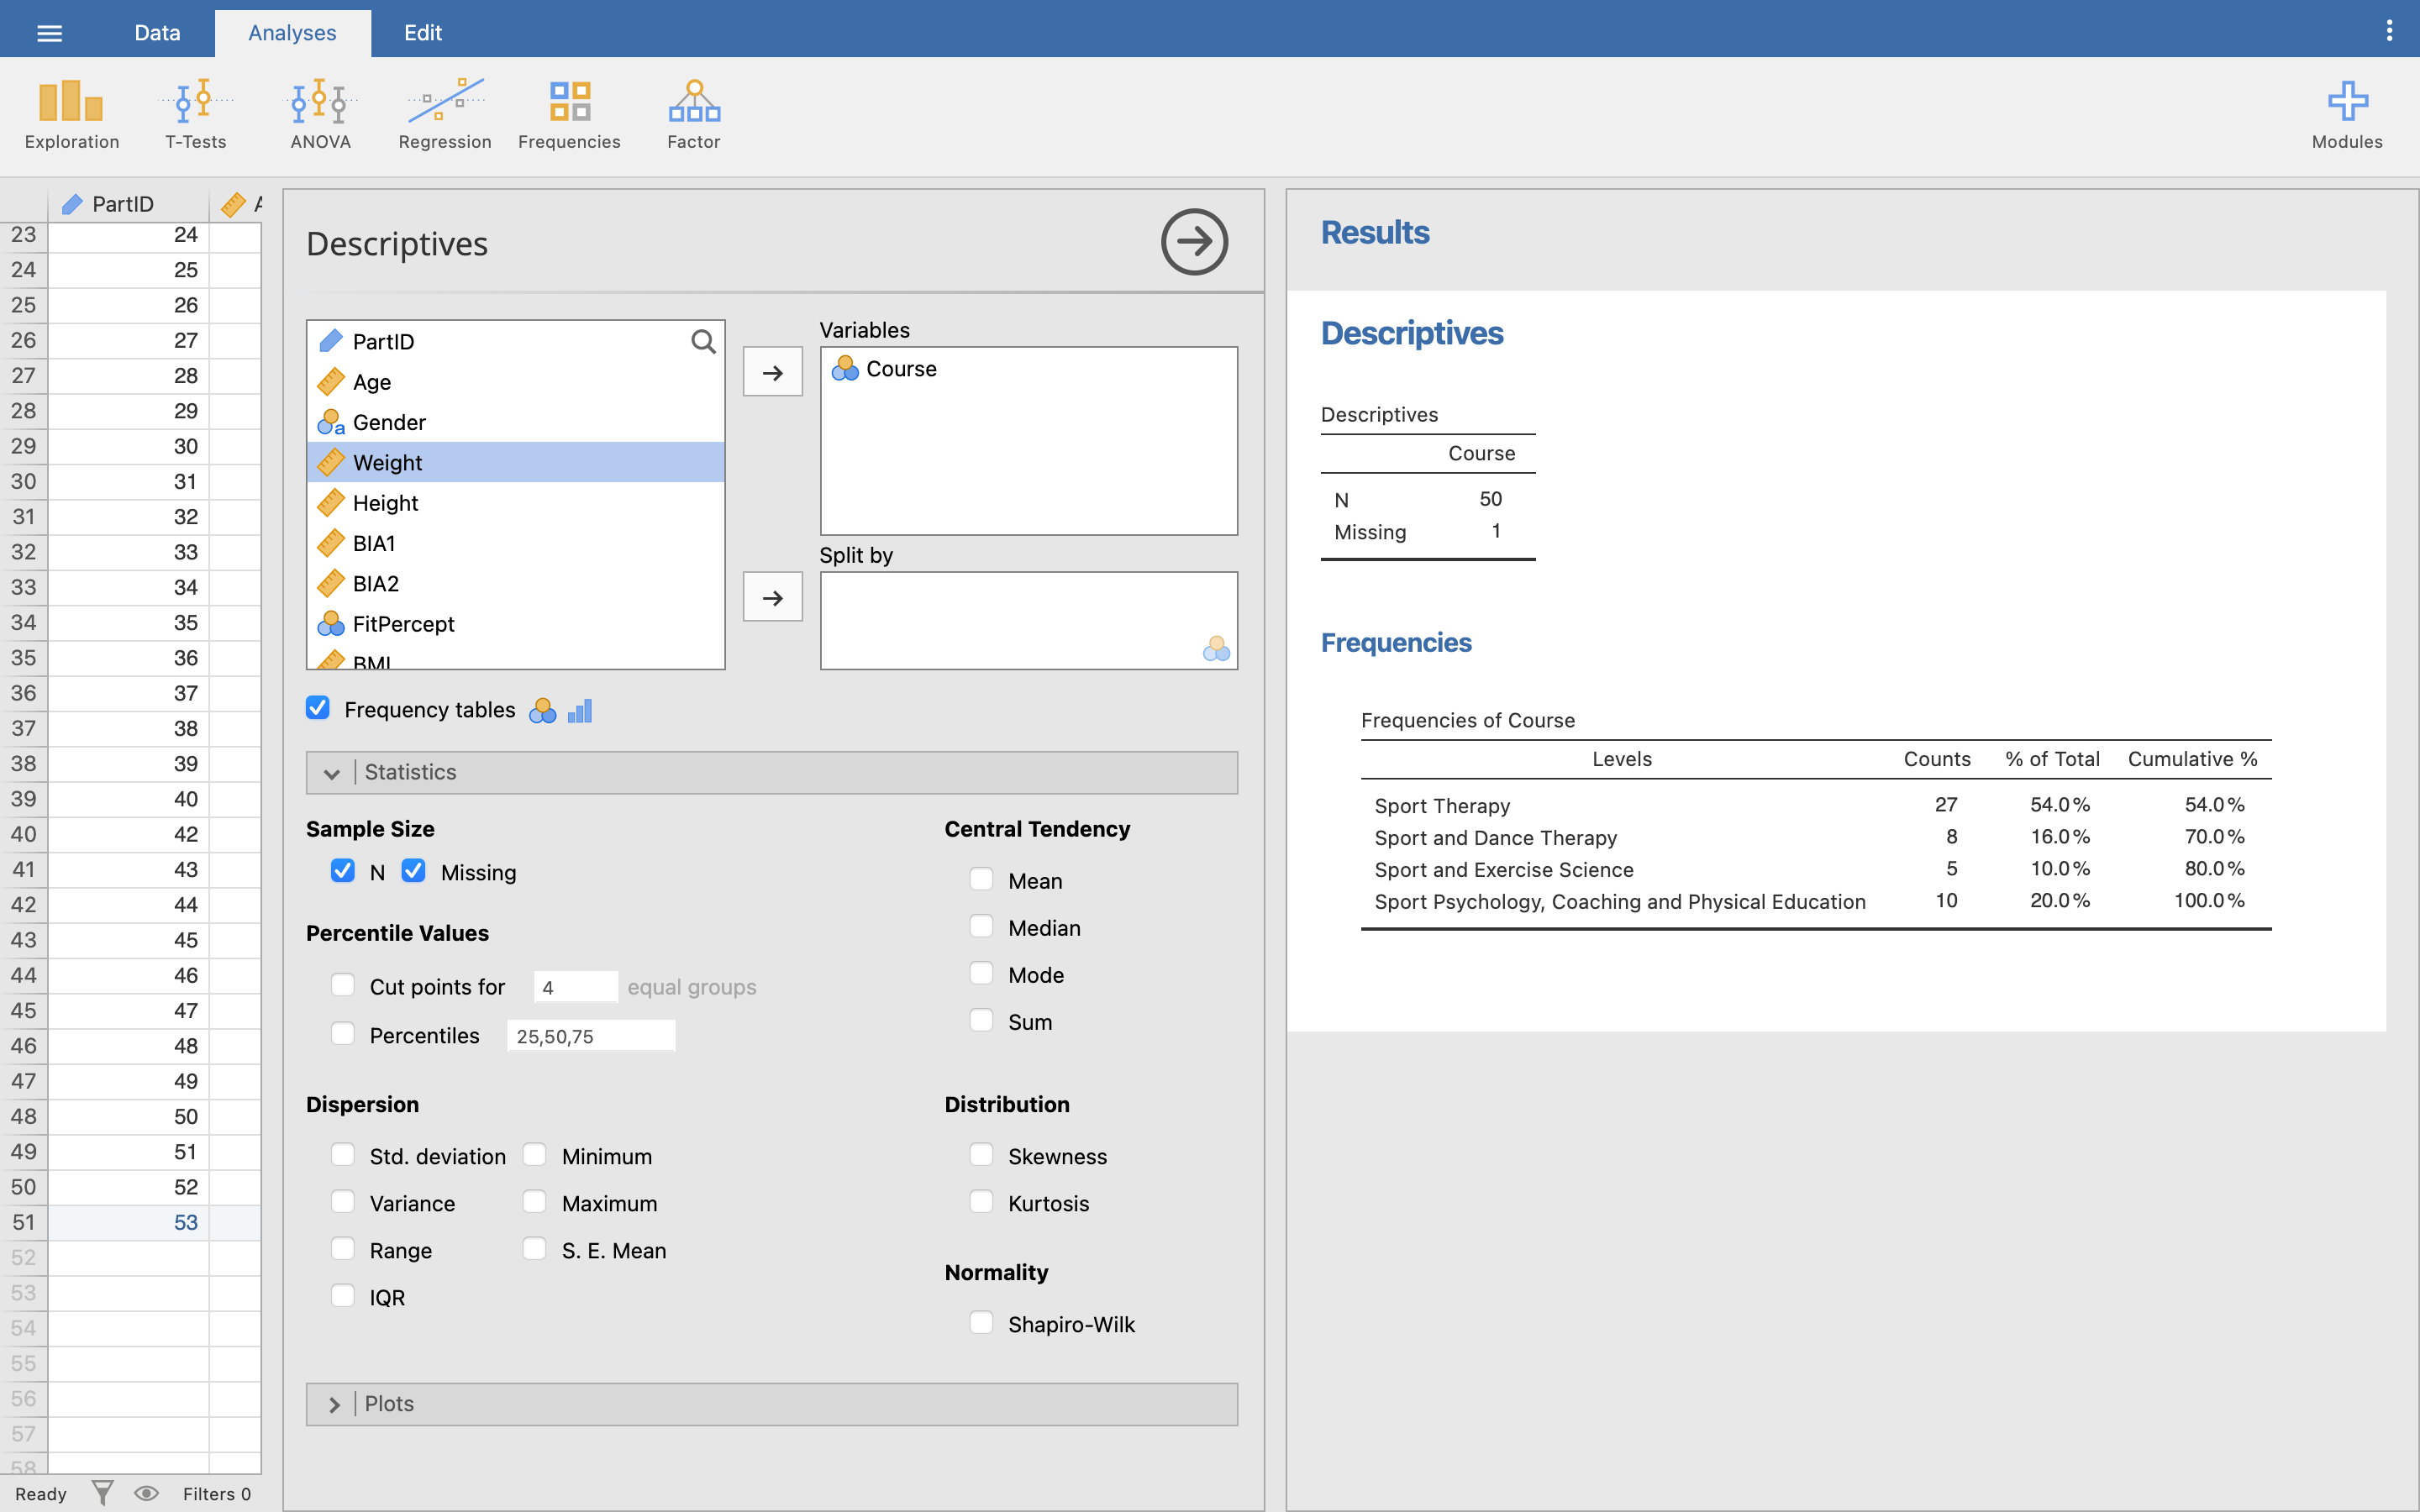 Data Analyses Edit
Exploration T-Tests ANOVA Regression Frequencies Factor Modules
PartID
23 24
24 25
25 26
26 27
27 28
28 29
29 30
30 31
31 32
32 33
33 34
34 35
35 36
36 37
37 38
38 39
39 40
40 42
41 43
42 44
43 45
44 46
45 47
46 48
47 49
48 50
49 51
50 52
51 53
52
53
54
55
56
57
58
Ready Filters 0
Descriptives
PartID
Age
Gender
Weight
Height
BIA1
BIA2
FitPercept
BMI
Variables
Course
Split by
Frequency tables
Statistics
Sample Size
N Missing
Percentile Values
Cut points for 4 equal groups
Percentiles 25,50,75
Dispersion
Std. deviation Minimum
Variance Maximum
Range S. E. Mean
IQR
Central Tendency
Mean
Median
Mode
Sum
Distribution
Skewness
Kurtosis
Normality
Shapiro-Wilk
Plots
Results
Descriptives
Descriptives
Course
N 50
Missing 1
Frequencies
Frequencies of Course
Levels Counts % of Total Cumulative %
Sport Therapy 27 54.0% 54.0%
Sport and Dance Therapy 8 16.0% 70.0%
Sport and Exercise Science 5 10.0% 80.0%
Sport Psychology, Coaching and Physical Education 10 20.0% 100.0%